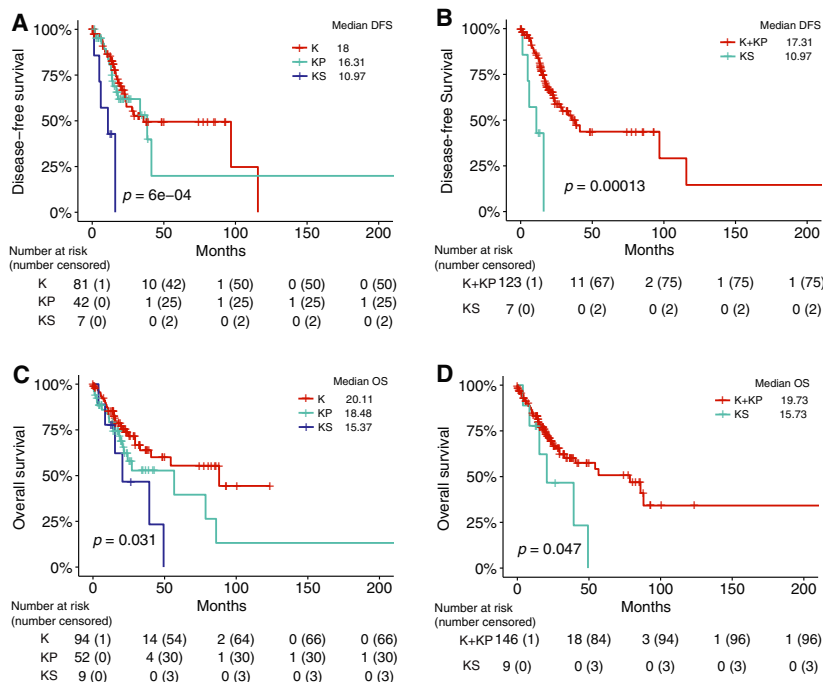 A
Median DFS
K 18
KP 16.31
KS 10.97
Disease−free survival
100%
75%
50%
25%
0%
p = 6e−04
0 50 100 150 200
Months
Number at risk
(number censored)
K 81 (1) 10 (42) 1 (50) 0 (50) 0 (50)
KP 42 (0) 1 (25) 1 (25) 1 (25) 1 (25)
KS 7 (0) 0 (2) 0 (2) 0 (2) 0 (2)
B
Median DFS
K+KP 17.31
KS 10.97
Disease-free Survival
100%
75%
50%
25%
0%
p = 0.00013
0 50 100 150 200
Months
Number at risk
(number censored)
K+KP 123 (1) 11 (67) 2 (75) 1 (75) 1 (75)
KS 7 (0) 0 (2) 0 (2) 0 (2) 0 (2)
C
Median OS
K 20.11
KP 18.48
KS 15.37
Overall survival
100%
75%
50%
25%
0%
p = 0.031
0 50 100 150 200
Months
Number at risk
(number censored)
K 94 (1) 14 (54) 2 (64) 0 (66) 0 (66)
KP 52 (0) 4 (30) 1 (30) 1 (30) 1 (30)
KS 9 (0) 0 (3) 0 (3) 0 (3) 0 (3)
D
Median OS
K+KP 19.73
KS 15.73
Overall survival
100%
75%
50%
25%
0%
p = 0.047
0 50 100 150 200
Months
Number at risk
(number censored)
K+KP 146 (1) 18 (84) 3 (94) 1 (96) 1 (96)
KS 9 (0) 0 (3) 0 (3) 0 (3) 0 (3)